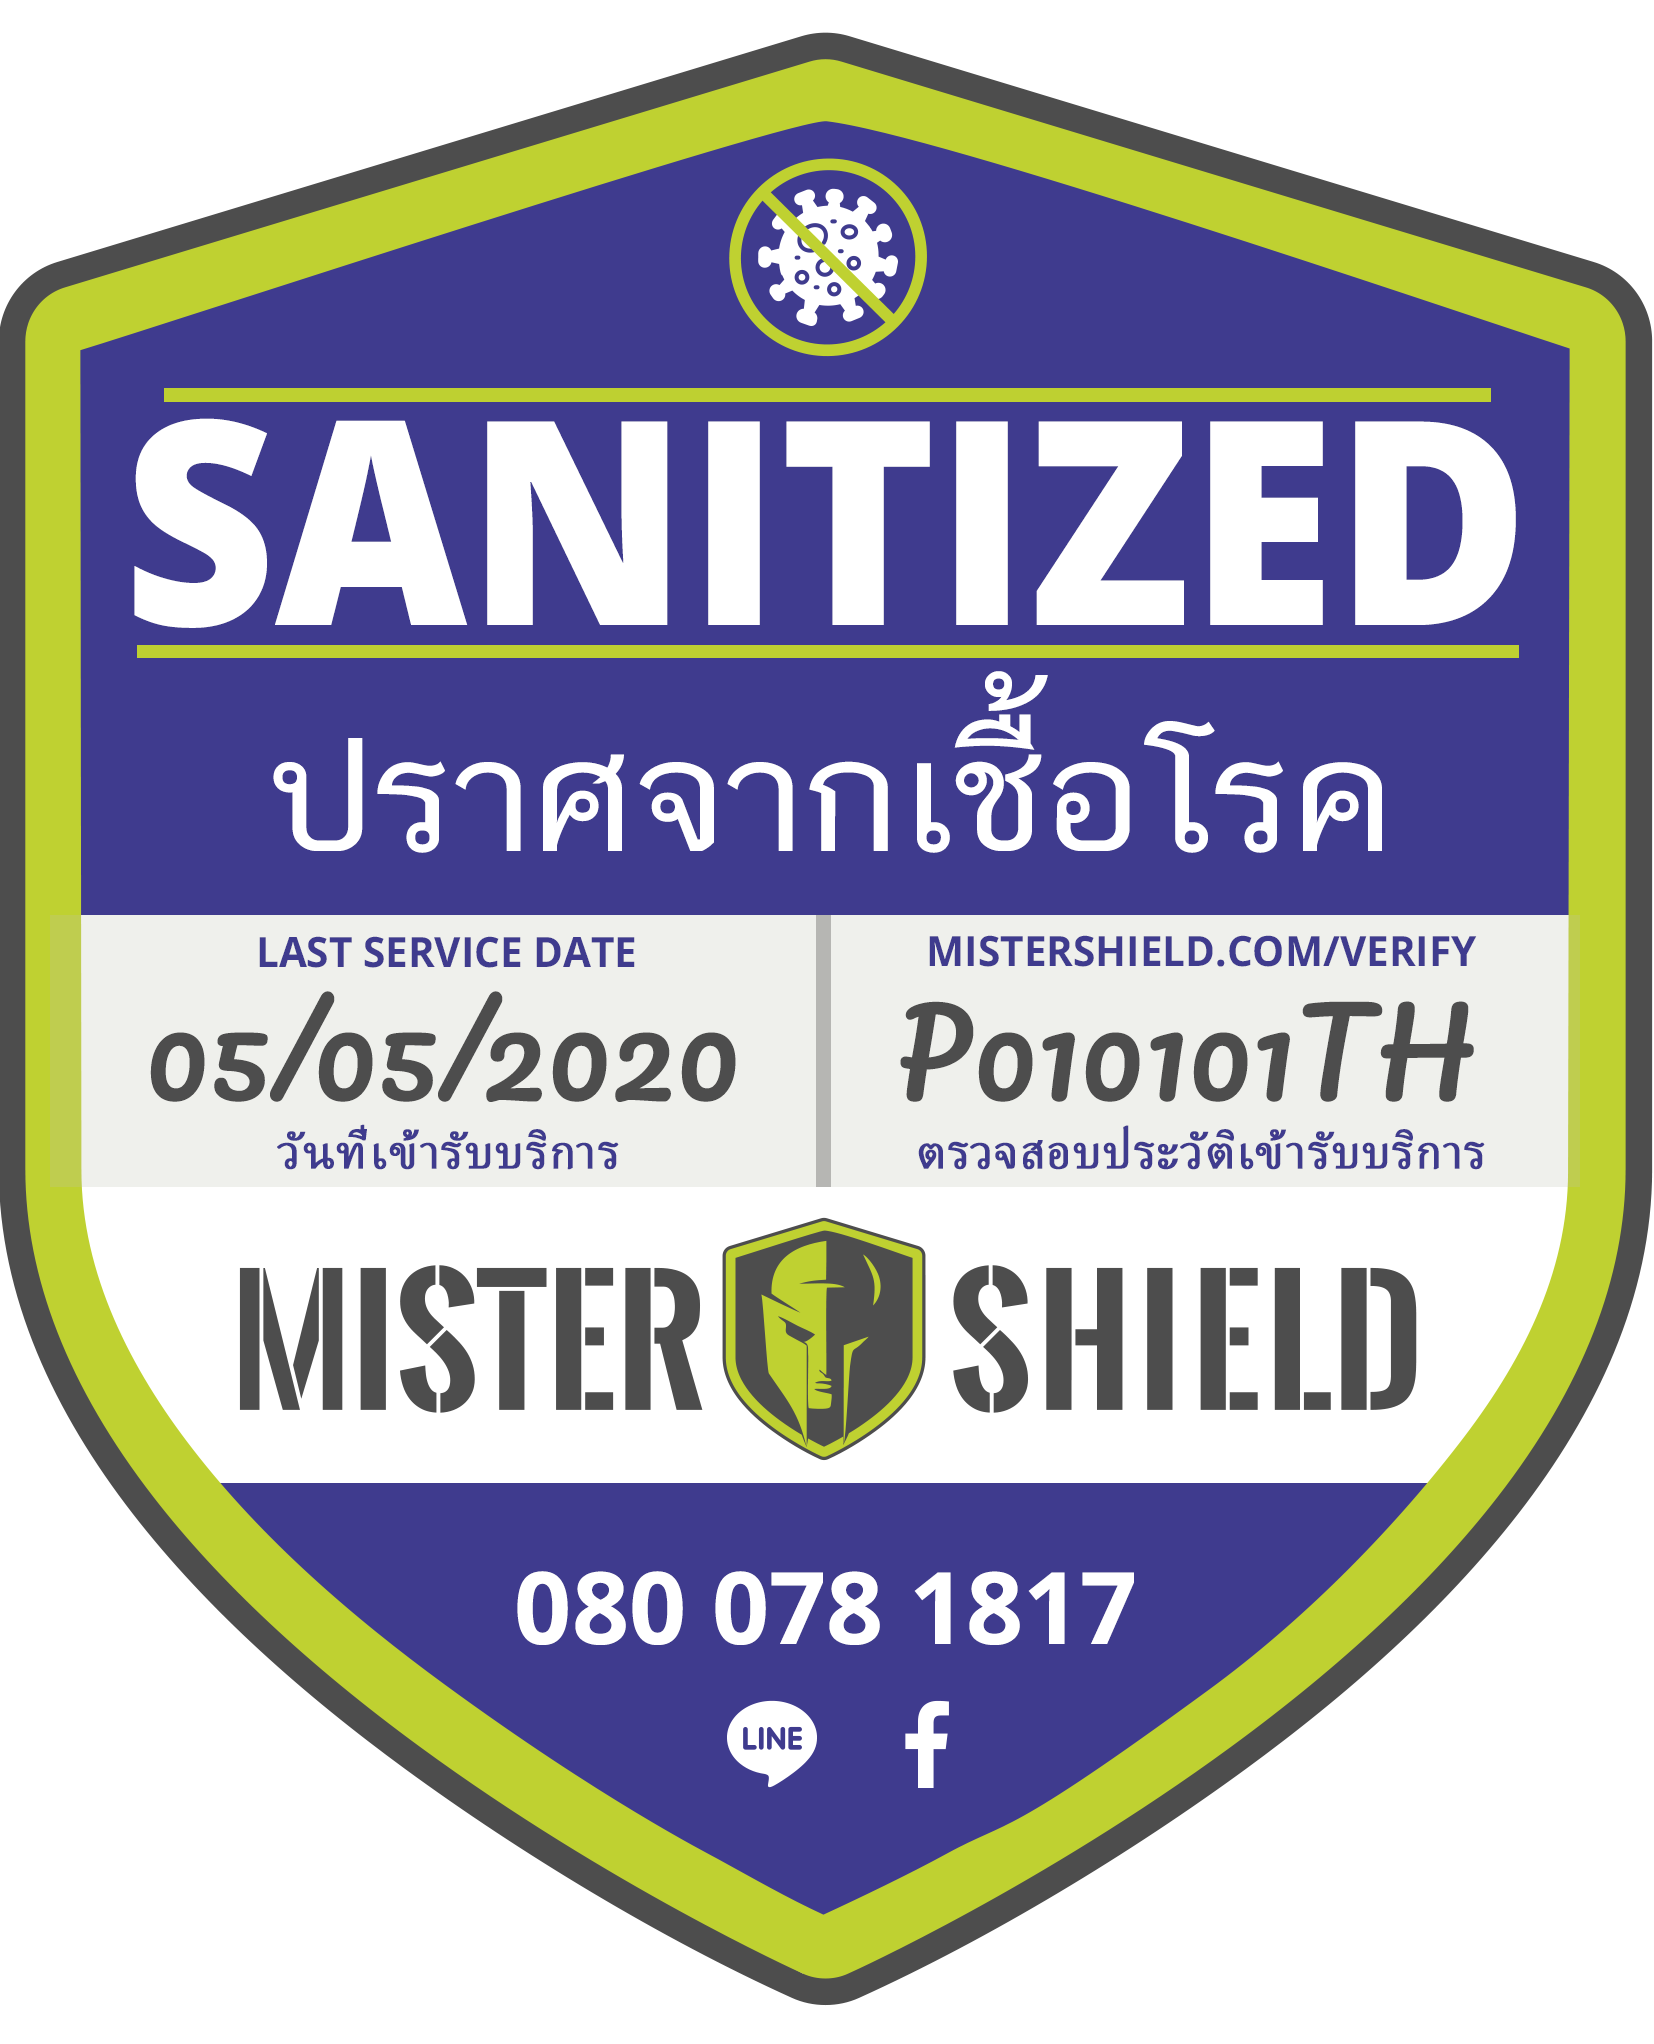 SANITIZED
ปราศจากเชื้อโรค
LAST SERVICE DATE
05/05/2020
วันที่เข้ารับบริการ
MISTERSHIELD.COM/VERIFY
P010101TH
ตรวจสอบประวัติเข้ารับบริการ
MISTER SHIELD
080 078 1817
LINE